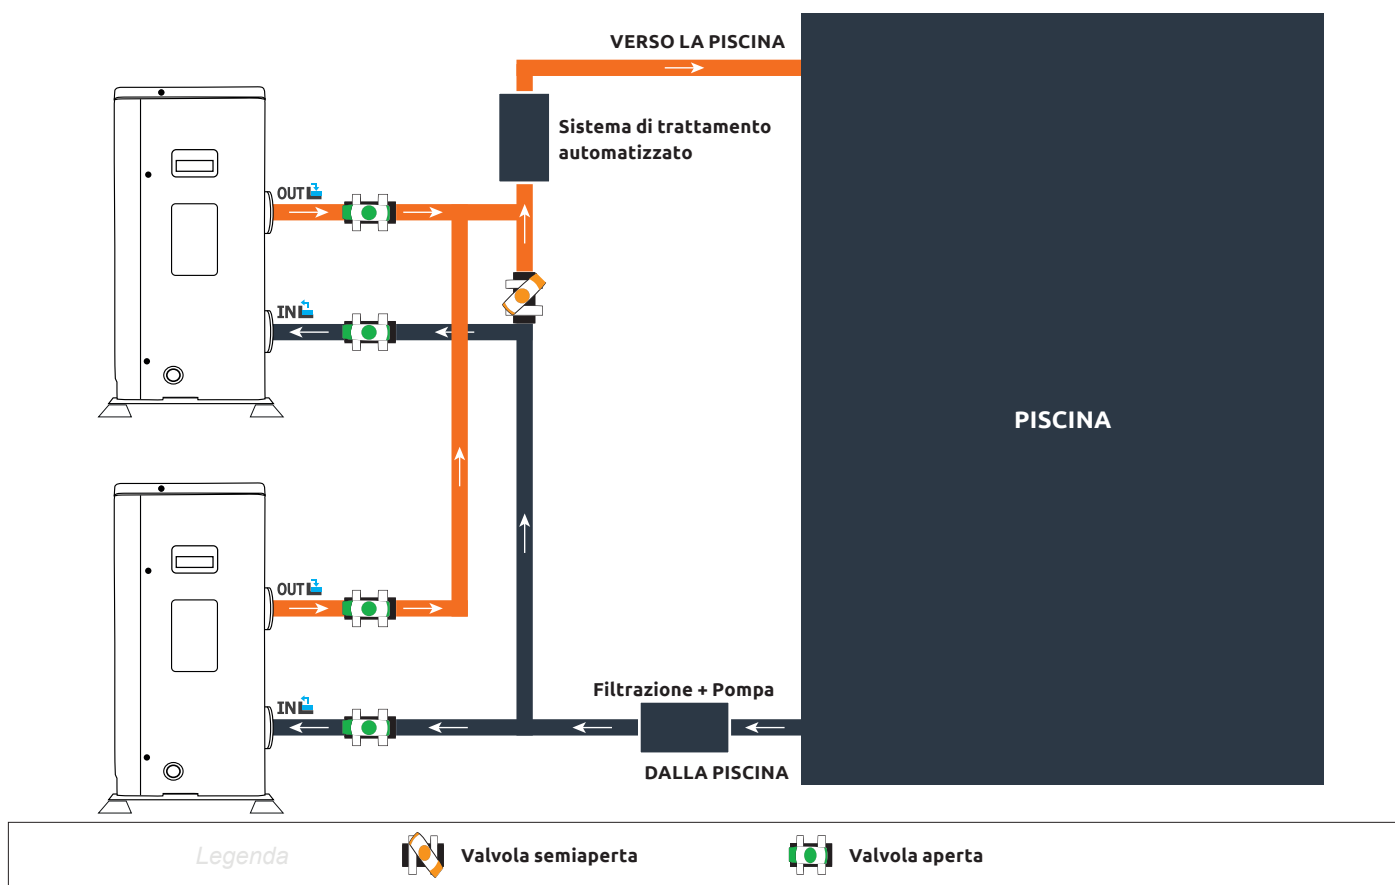 VERSO LA PISCINA
Sistema di trattamento
automatizzato
OUT
IN
PISCINA
OUT
IN
Filtrazione + Pompa
DALLA PISCINA
Legenda
Valvola semiaperta
Valvola aperta